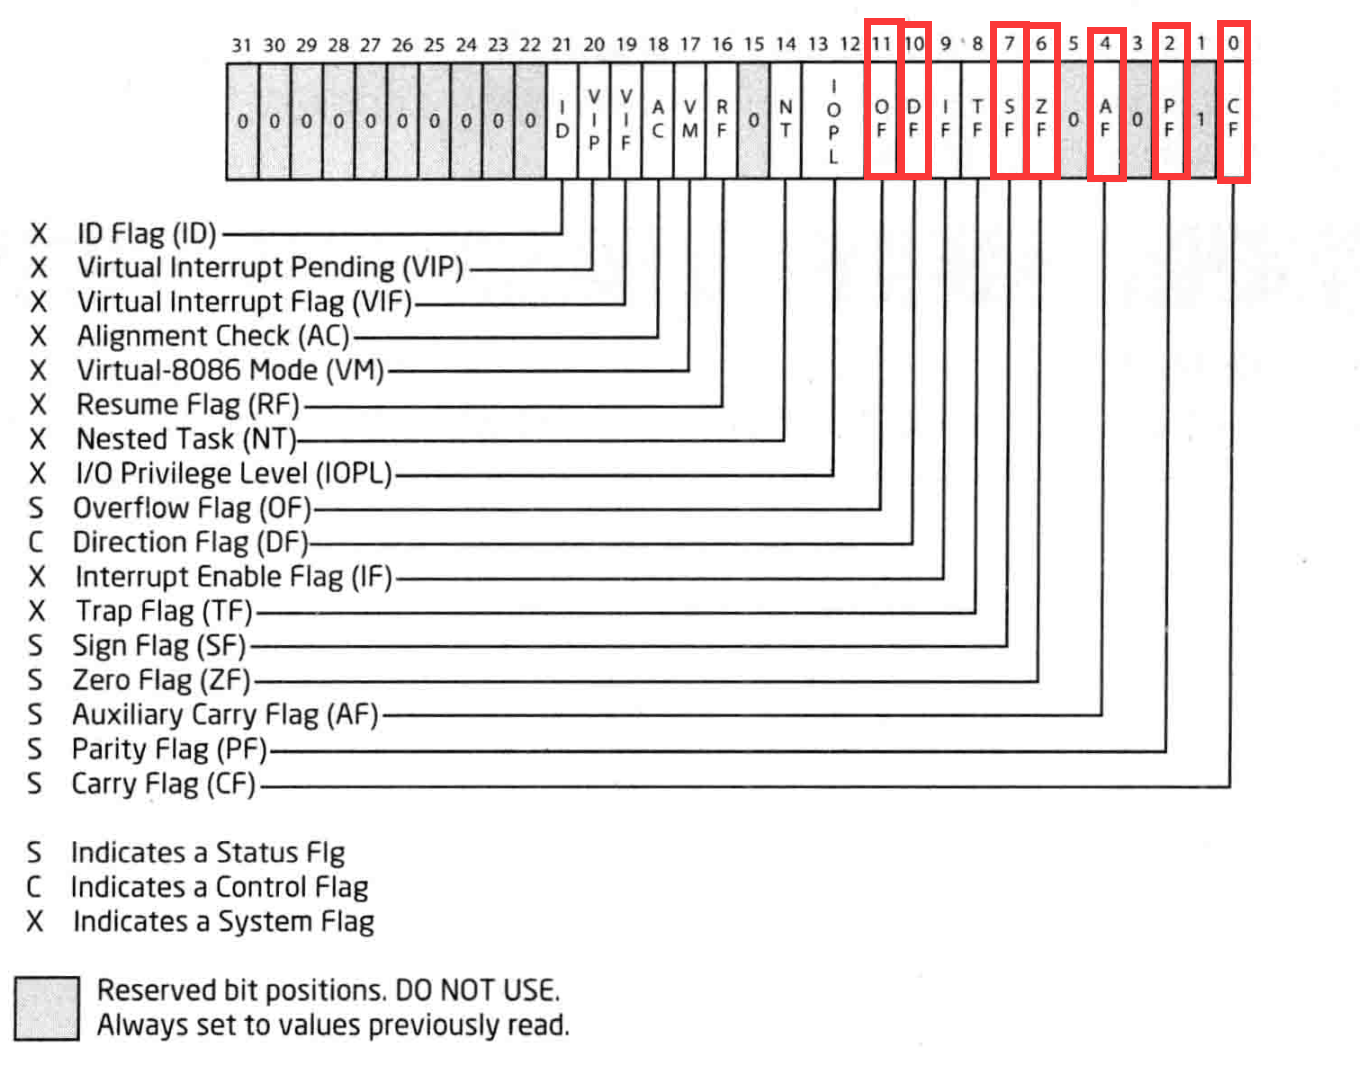 31 30 29 28 27 26 25 24 23 22 21 20 19 18 17 16 15 14 13 12 11 10 9 8 7 6 5 4 3 2 1 0
0 0 0 0 0 0 0 0 0 0 ID VIP VIF AC VM RF 0 NT IOPL OF DF IF TF SF ZF 0 AF 0 PF 1 CF
X ID Flag (ID)
X Virtual Interrupt Pending (VIP)
X Virtual Interrupt Flag (VIF)
X Alignment Check (AC)
X Virtual-8086 Mode (VM)
X Resume Flag (RF)
X Nested Task (NT)
X I/O Privilege Level (IOPL)
S Overflow Flag (OF)
C Direction Flag (DF)
X Interrupt Enable Flag (IF)
X Trap Flag (TF)
S Sign Flag (SF)
S Zero Flag (ZF)
S Auxiliary Carry Flag (AF)
S Parity Flag (PF)
S Carry Flag (CF)
S Indicates a Status Flg
C Indicates a Control Flag
X Indicates a System Flag
Reserved bit positions. DO NOT USE.
Always set to values previously read.